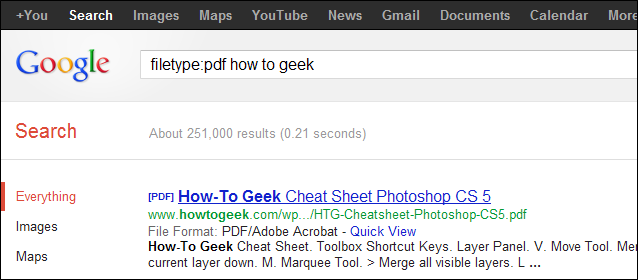 +You Search Images Maps YouTube News Gmail Documents Calendar More
Google
filetype:pdf how to geek
Search
About 251,000 results (0.21 seconds)
Everything
Images
Maps
[PDF] How-To Geek Cheat Sheet Photoshop CS 5
www.howtogeek.com/wp.../HTG-Cheatsheet-Photoshop-CS5.pdf
File Format: PDF/Adobe Acrobat - Quick View
How-To Geek Cheat Sheet. Toolbox Shortcut Keys. Layer Panel. V. Move Tool. Mer
current layer down. M. Marquee Tool. > Merge all visible layers. L ...